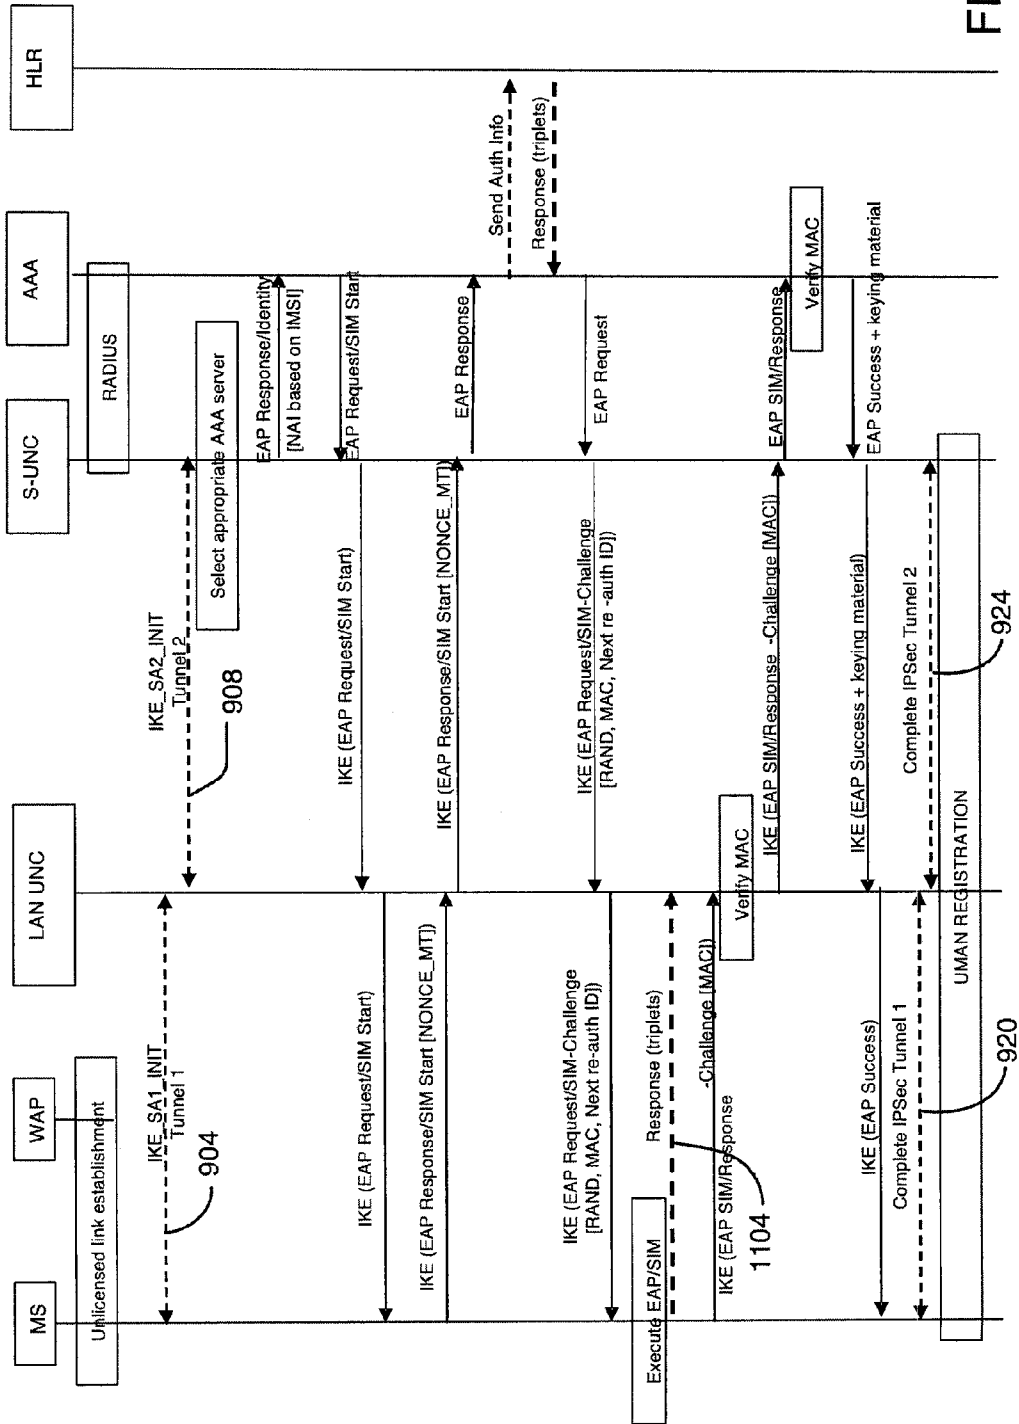 MS
WAP
LAN UNC
S-UNC
AAA
HLR
Unlicensed link establishment
RADIUS
IKE_SA1_INIT
Tunnel 1
904
IKE_SA2_INIT
Tunnel 2
908
Select appropriate AAA server
EAP Response/Identity
[NAI based on IMSI]
EAP Request/SIM Start
IKE (EAP Request/SIM Start)
IKE (EAP Request/SIM Start)
IKE (EAP Response/SIM Start [NONCE_MT])
IKE (EAP Response/SIM Start [NONCE_MT])
EAP Response
Send Auth Info
Response (triplets)
EAP Request
IKE (EAP Request/SIM-Challenge
[RAND, MAC, Next re -auth ID])
IKE (EAP Request/SIM-Challenge
[RAND, MAC, Next re-auth ID])
Execute EAP/SIM
Response (triplets)
1104
IKE (EAP SIM/Response -Challenge [MAC])
Verify MAC
IKE (EAP SIM/Response -Challenge [MAC])
EAP SIM/Response
Verify MAC
EAP Success + keying material
IKE (EAP Success + keying material)
IKE (EAP Success)
Complete IPSec Tunnel 1
920
Complete IPSec Tunnel 2
924
UMAN REGISTRATION